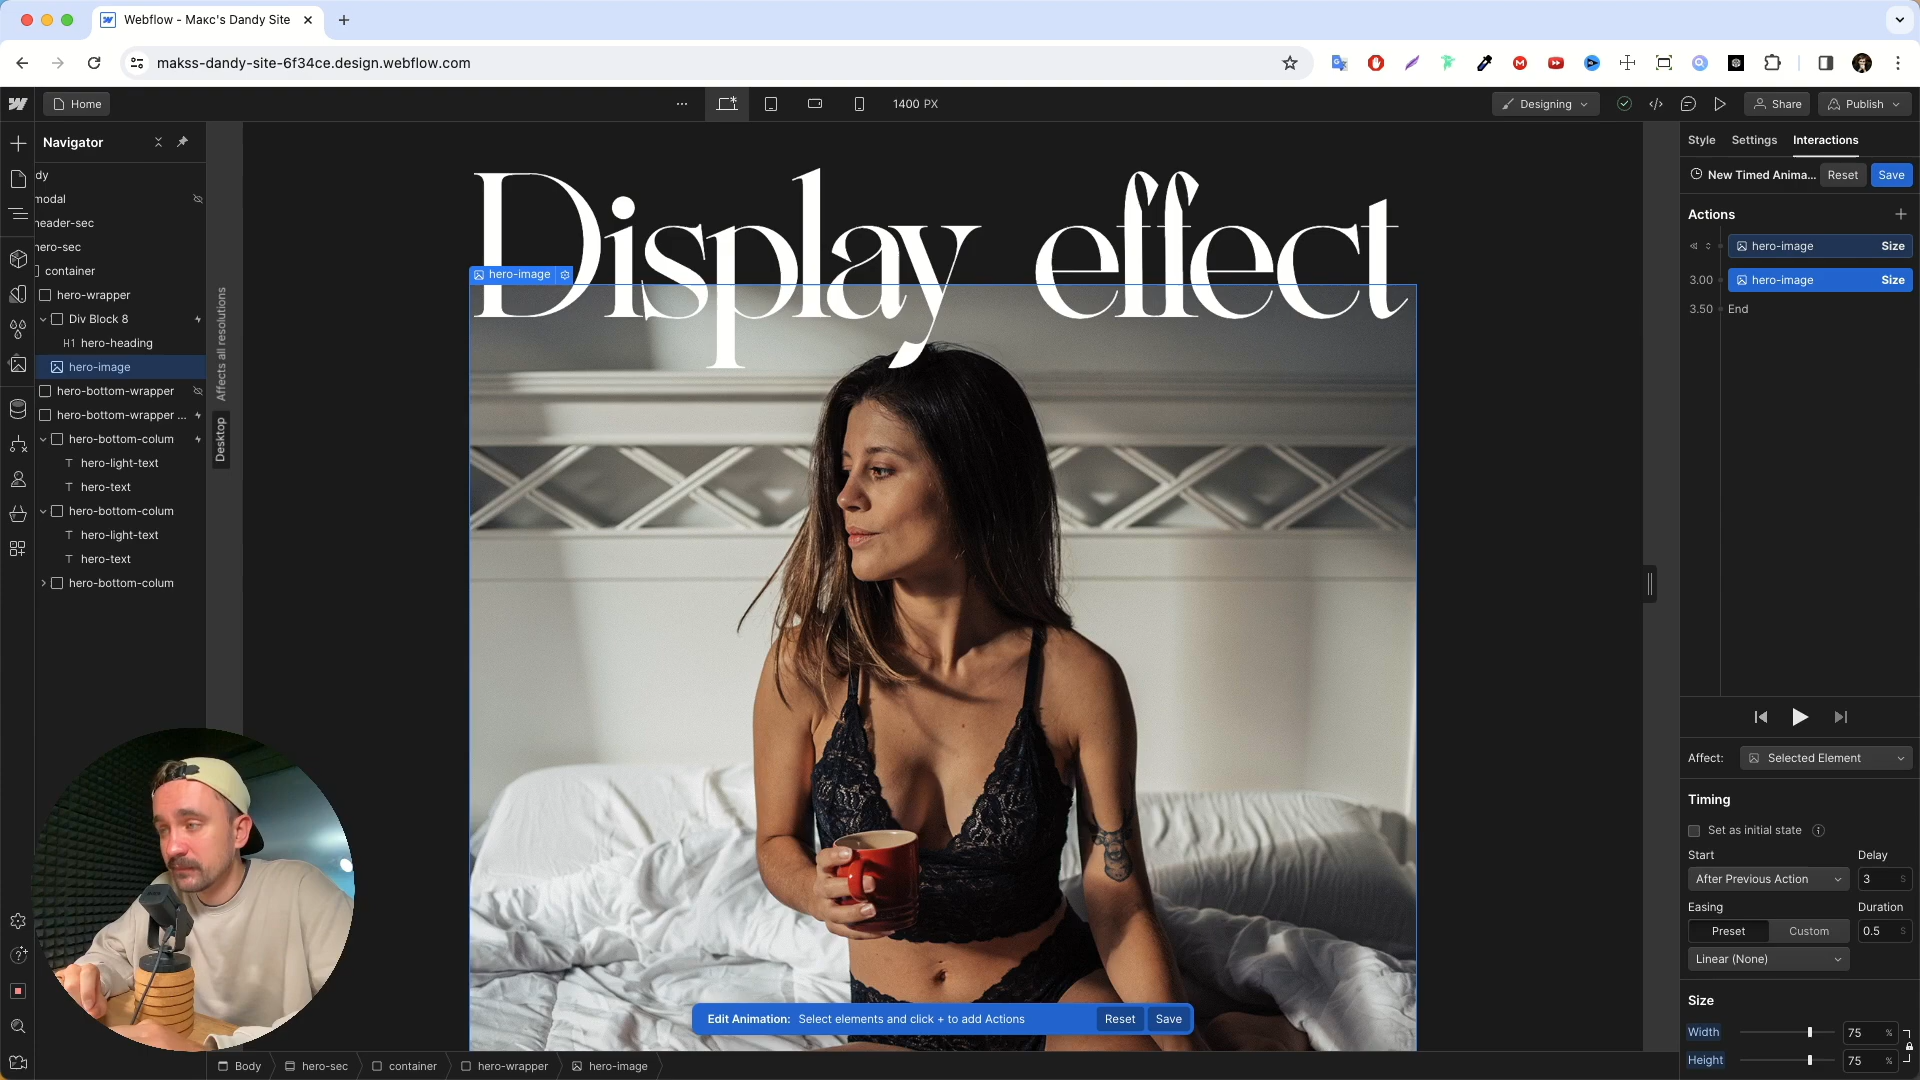 Webflow - Макс's Dandy Site
makss-dandy-site-6f34ce.design.webflow.com
Home
1400 PX
Designing
Share
Publish
Navigator
dy
modal
header-sec
hero-sec
container
hero-wrapper
Div Block 8
H1 hero-heading
hero-image
hero-bottom-wrapper
hero-bottom-wrapper ...
hero-bottom-colum
T hero-light-text
T hero-text
hero-bottom-colum
T hero-light-text
T hero-text
hero-bottom-colum
Affects all resolutions
Desktop
Display effect
hero-image
Edit Animation: Select elements and click + to add Actions
Reset
Save
Body
hero-sec
container
hero-wrapper
hero-image
Style
Settings
Interactions
New Timed Anima...
Reset
Save
Actions
hero-image Size
3.00 hero-image Size
3.50 End
Affect: Selected Element
Timing
Set as initial state
Start
Delay
After Previous Action
3 S
Easing
Duration
Preset
Custom
0.5 S
Linear (None)
Size
Width 75 %
Height 75 %